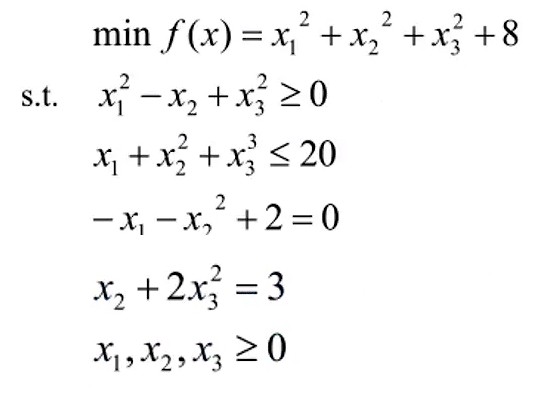 min f(x) = x₁² + x₂² + x₃² + 8
s.t. x₁² − x₂ + x₃² ≥ 0
x₁ + x₂² + x₃³ ≤ 20
−x₁ − x₂² + 2 = 0
x₂ + 2x₃² = 3
x₁, x₂, x₃ ≥ 0